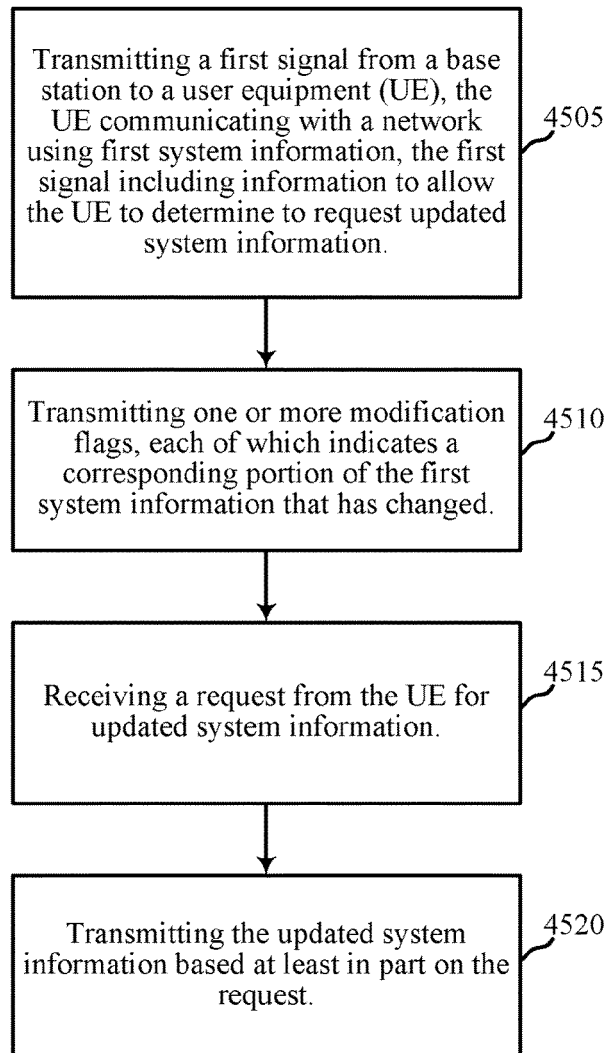 Transmitting a first signal from a base
station to a user equipment (UE), the
UE communicating with a network
using first system information, the first
signal including information to allow
the UE to determine to request updated
system information.
4505
Transmitting one or more modification
flags, each of which indicates a
corresponding portion of the first
system information that has changed.
4510
Receiving a request from the UE for
updated system information.
4515
Transmitting the updated system
information based at least in part on the
request.
4520